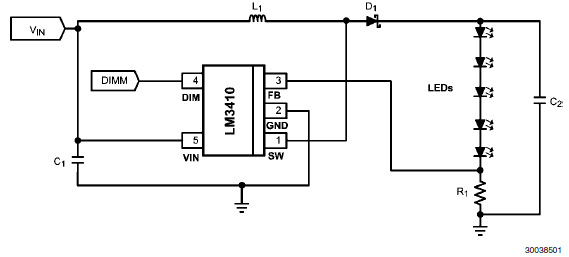 L1
D1
VIN
DIMM
4
3
DIM
FB
LEDs
LM3410
2
C2
GND
5
1
C1
VIN
SW
R1
30038501